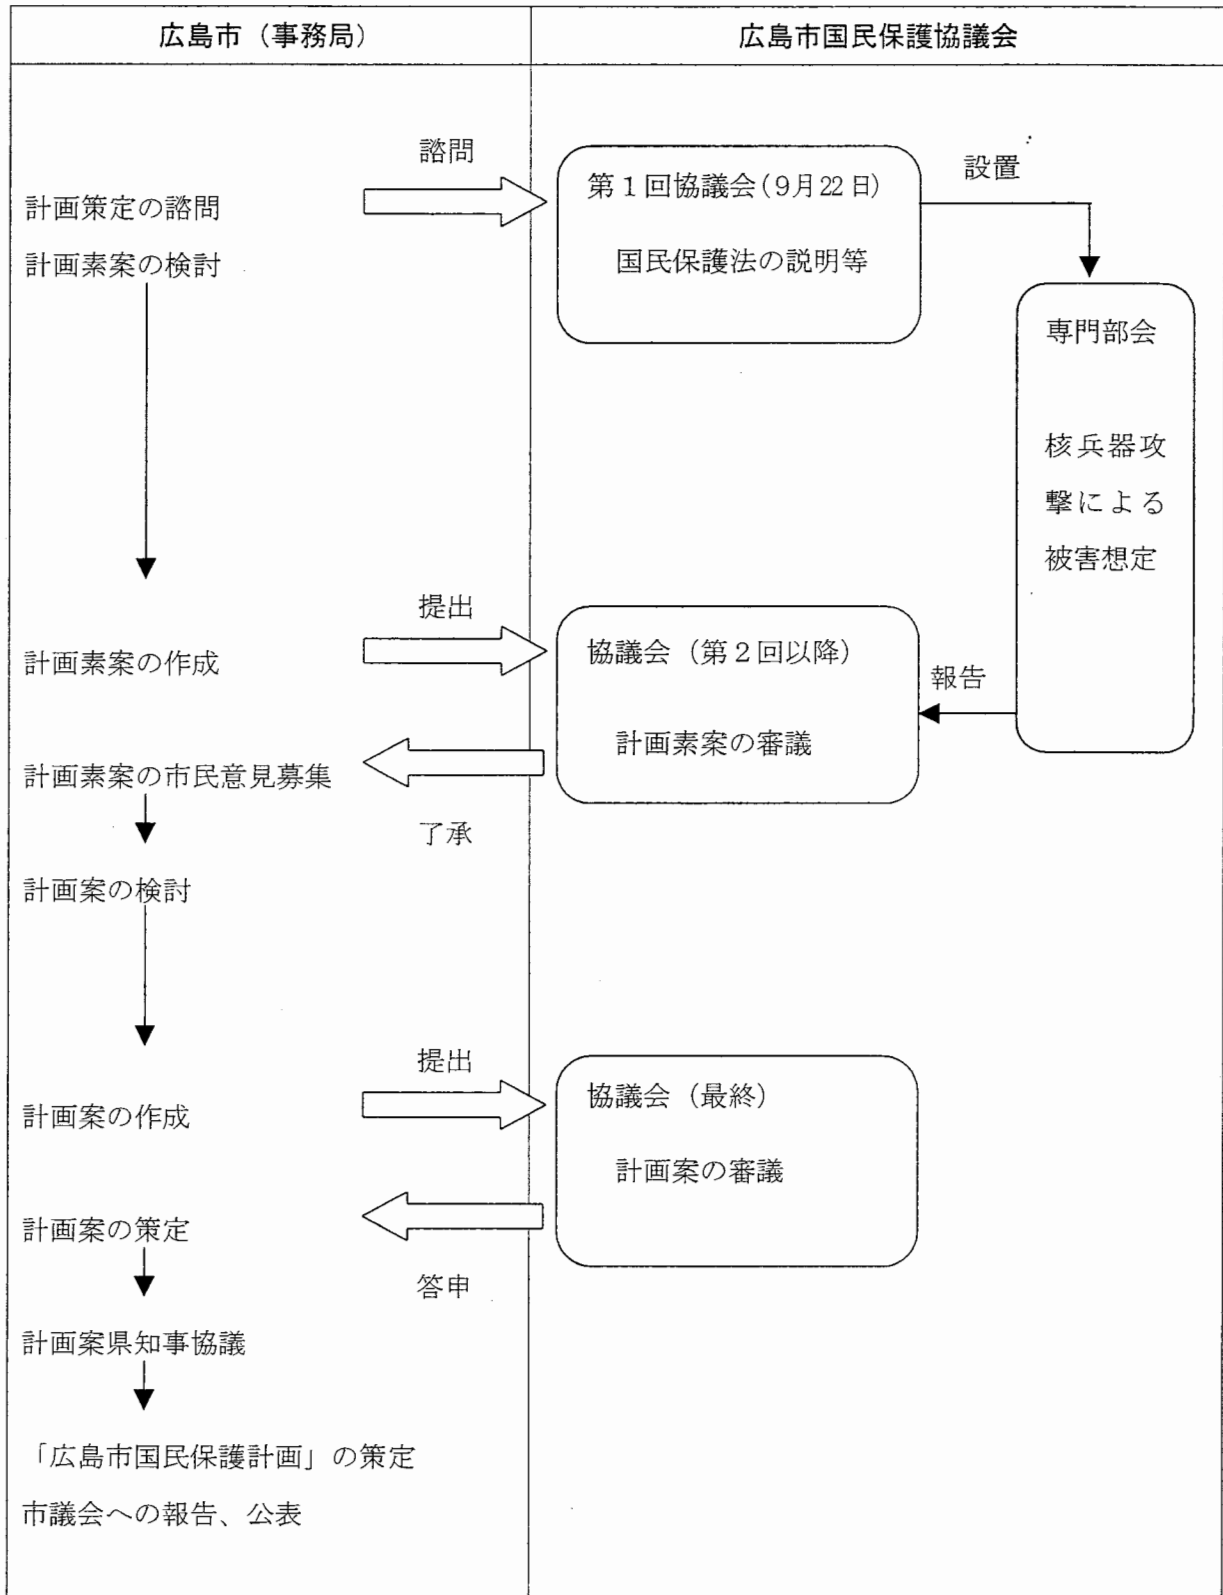 広島市（事務局）
広島市国民保護協議会
諮問
設置
第１回協議会（9月22日）
計画策定の諮問
国民保護法の説明等
計画素案の検討
専門部会
核兵器攻
撃による
被害想定
提出
協議会（第２回以降）
計画素案の作成
報告
計画素案の審議
計画素案の市民意見募集
了承
計画案の検討
提出
協議会（最終）
計画案の作成
計画案の審議
計画案の策定
答申
計画案県知事協議
「広島市国民保護計画」の策定
市議会への報告、公表